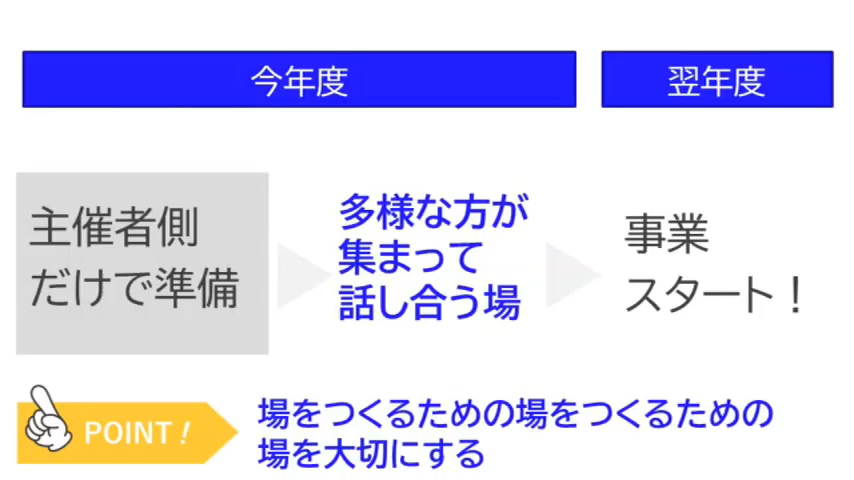 今年度
翌年度
主催者側
だけで準備
多様な方が
集まって
話し合う場
事業
スタート！
POINT！
場をつくるための場をつくるための
場を大切にする